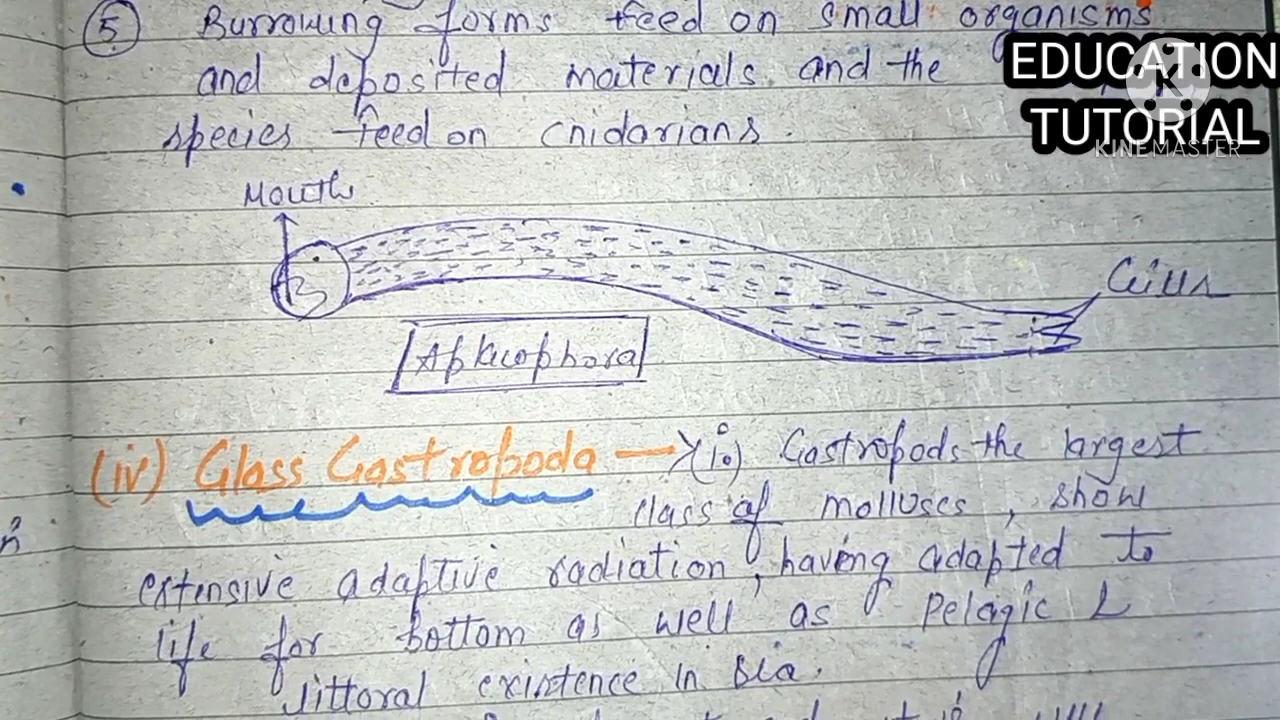 (5) Burrowing forms feed on small organisms
and deposited materials. and the
species feed on Cnidarians.
EDUCATION
TUTORIAL
KINEMASTER
Mouth
Gills
Aplacophora
(iv) Class Gastropoda → (i.) Gastropods the largest
class of molluscs, show
extensive adaptive radiation, having adapted to
life for bottom as well as Pelagic &
littoral existence in sea.